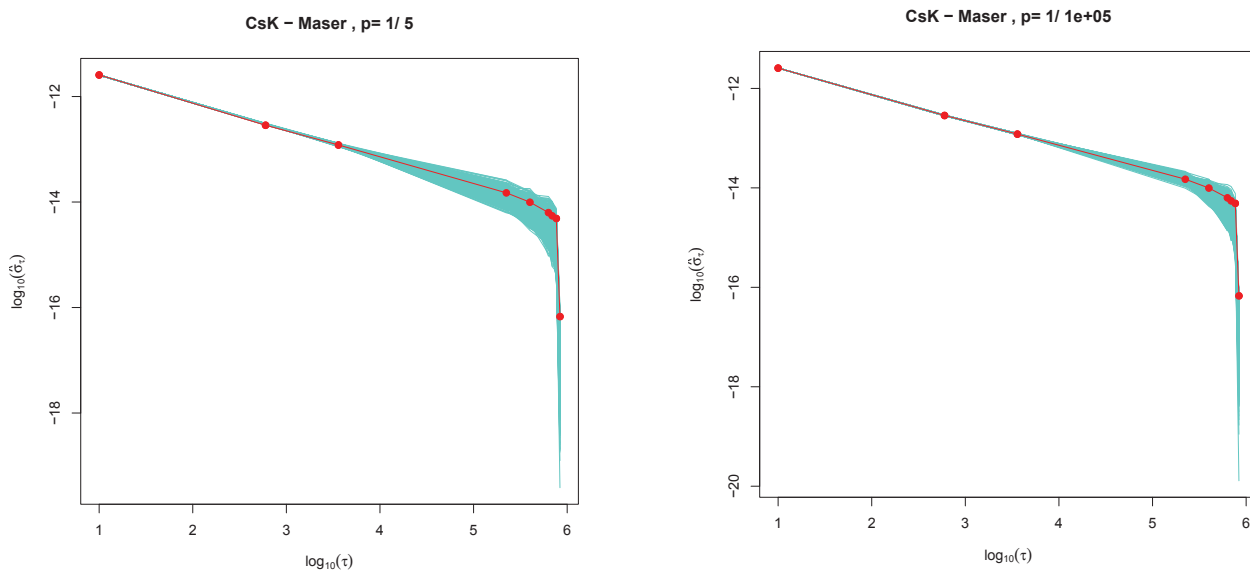 CsK − Maser , p= 1/ 5
−12
−14
−16
−18
log10(σ̂τ)
1 2 3 4 5 6
log10(τ)
CsK − Maser , p= 1/ 1e+05
−12
−14
−16
−18
−20
log10(σ̂τ)
1 2 3 4 5 6
log10(τ)